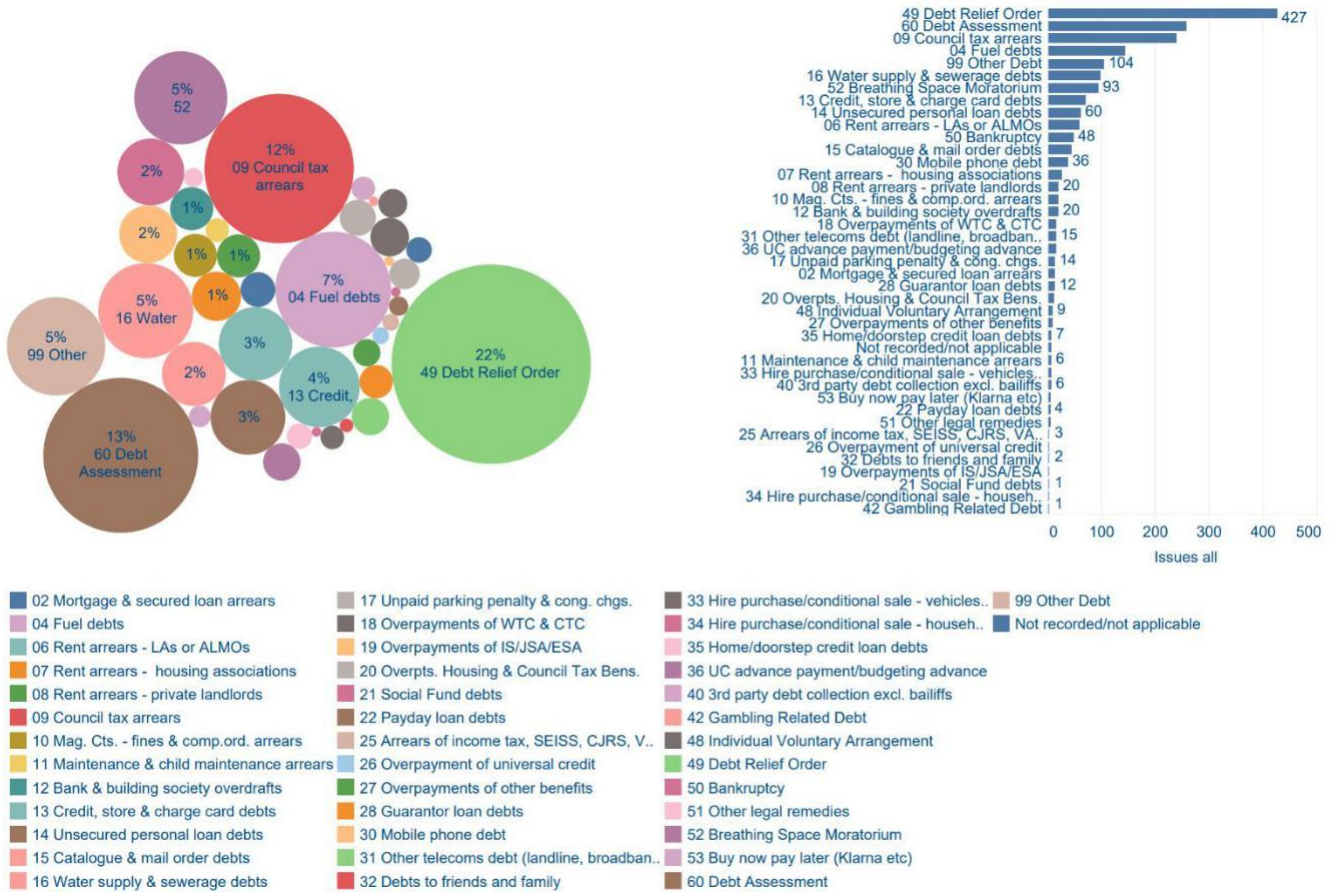 5%
52
12%
09 Council tax
arrears
2%
1%
2%
1%
1%
7%
04 Fuel debts
1%
5%
16 Water
3%
5%
99 Other
22%
49 Debt Relief Order
2%
4%
13 Credit,
3%
13%
60 Debt
Assessment
49 Debt Relief Order 427
60 Debt Assessment
09 Council tax arrears
04 Fuel debts
99 Other Debt 104
16 Water supply & sewerage debts
52 Breathing Space Moratorium 93
13 Credit, store & charge card debts
14 Unsecured personal loan debts 60
06 Rent arrears - LAs or ALMOs
50 Bankruptcy 48
15 Catalogue & mail order debts
30 Mobile phone debt 36
07 Rent arrears - housing associations
08 Rent arrears - private landlords 20
10 Mag. Cts. - fines & comp.ord. arrears
12 Bank & building society overdrafts 20
18 Overpayments of WTC & CTC
31 Other telecoms debt (landline, broadban.. 15
36 UC advance payment/budgeting advance
17 Unpaid parking penalty & cong. chgs. 14
02 Mortgage & secured loan arrears
28 Guarantor loan debts 12
20 Overpts. Housing & Council Tax Bens.
48 Individual Voluntary Arrangement 9
27 Overpayments of other benefits
35 Home/doorstep credit loan debts 7
Not recorded/not applicable
11 Maintenance & child maintenance arrears 6
33 Hire purchase/conditional sale - vehicles..
40 3rd party debt collection excl. bailiffs 6
53 Buy now pay later (Klarna etc)
22 Payday loan debts 4
51 Other legal remedies
25 Arrears of income tax, SEISS, CJRS, VA.. 3
26 Overpayment of universal credit
32 Debts to friends and family 2
19 Overpayments of IS/JSA/ESA
21 Social Fund debts 1
34 Hire purchase/conditional sale - househ..
42 Gambling Related Debt 1
0 100 200 300 400 500
Issues all
02 Mortgage & secured loan arrears
04 Fuel debts
06 Rent arrears - LAs or ALMOs
07 Rent arrears - housing associations
08 Rent arrears - private landlords
09 Council tax arrears
10 Mag. Cts. - fines & comp.ord. arrears
11 Maintenance & child maintenance arrears
12 Bank & building society overdrafts
13 Credit, store & charge card debts
14 Unsecured personal loan debts
15 Catalogue & mail order debts
16 Water supply & sewerage debts
17 Unpaid parking penalty & cong. chgs.
18 Overpayments of WTC & CTC
19 Overpayments of IS/JSA/ESA
20 Overpts. Housing & Council Tax Bens.
21 Social Fund debts
22 Payday loan debts
25 Arrears of income tax, SEISS, CJRS, V..
26 Overpayment of universal credit
27 Overpayments of other benefits
28 Guarantor loan debts
30 Mobile phone debt
31 Other telecoms debt (landline, broadban..
32 Debts to friends and family
33 Hire purchase/conditional sale - vehicles..
34 Hire purchase/conditional sale - househ..
35 Home/doorstep credit loan debts
36 UC advance payment/budgeting advance
40 3rd party debt collection excl. bailiffs
42 Gambling Related Debt
48 Individual Voluntary Arrangement
49 Debt Relief Order
50 Bankruptcy
51 Other legal remedies
52 Breathing Space Moratorium
53 Buy now pay later (Klarna etc)
60 Debt Assessment
99 Other Debt
Not recorded/not applicable